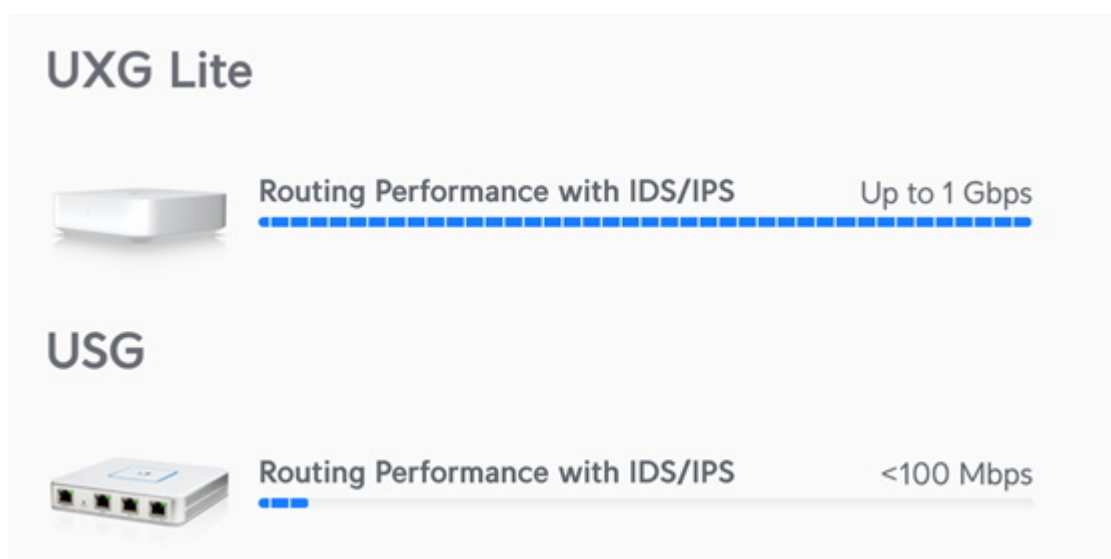 UXG Lite
Routing Performance with IDS/IPS Up to 1 Gbps
USG
Routing Performance with IDS/IPS <100 Mbps